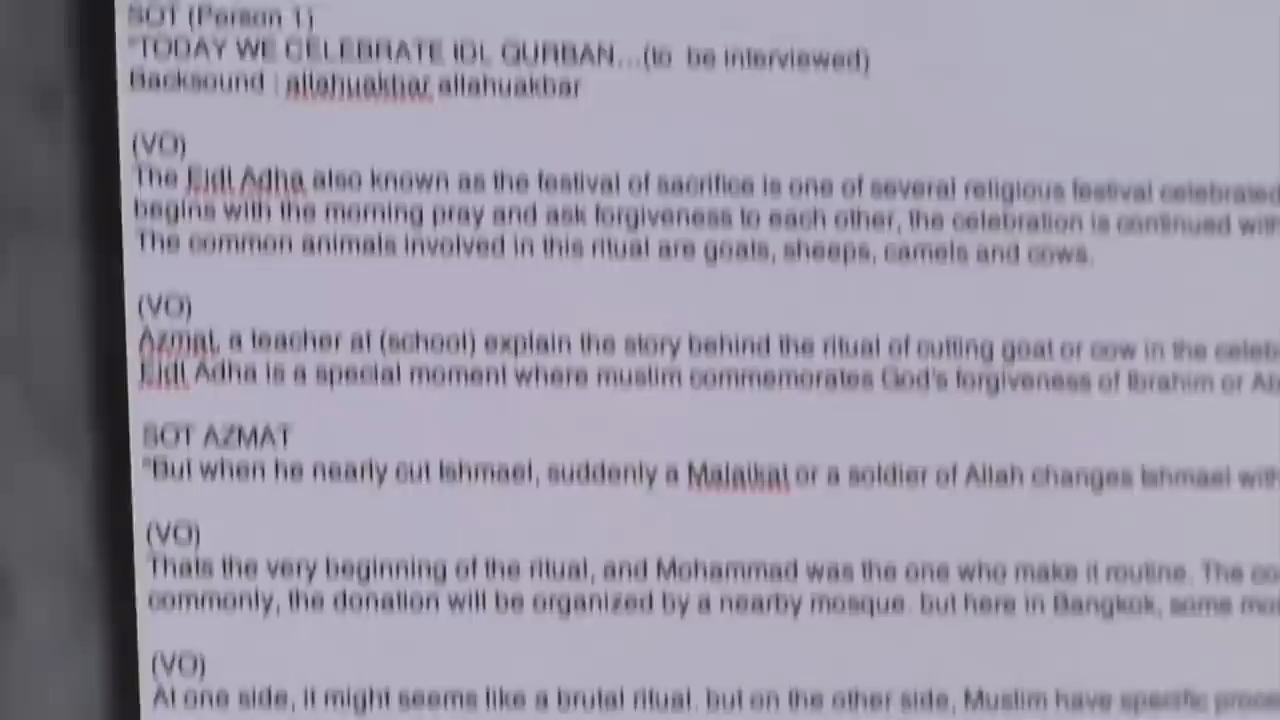 SOT (Person 1)
"TODAY WE CELEBRATE IDL QURBAN...(to be interviewed)
Backsound : allahuakbar allahuakbar
(VO)
The Eidl Adha also known as the festival of sacrifice is one of several religious festival celebrated
begins with the morning pray and ask forgiveness to each other, the celebration is continued with
The common animals involved in this ritual are goats, sheeps, camels and cows.
(VO)
Azmat, a teacher at (school) explain the story behind the ritual of cutting goat or cow in the
Eidl Adha is a special moment where muslim commemorates God's forgiveness of Ibrahim or
SOT AZMAT
"But when he nearly cut Ishmael, suddenly a Malaikat or a soldier of Allah changes Ishmael with
(VO)
Thats the very beginning of the ritual, and Mohammad was the one who make it routine. The
commonly, the donation will be organized by a nearby mosque. but here in Bangkok, some
(VO)
At one side, it might seems like a brutal ritual. but on the other side, Muslim have specific